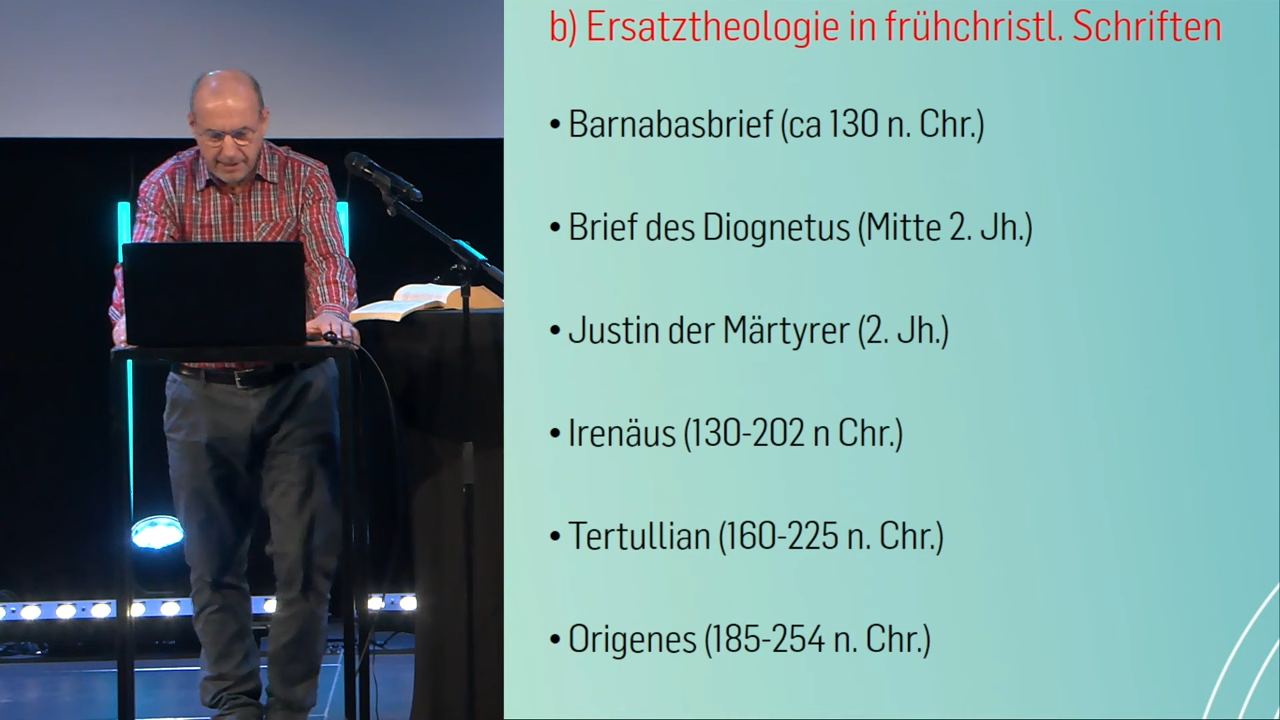 b) Ersatztheologie in frühchristl. Schriften
• Barnabasbrief (ca 130 n. Chr.)
• Brief des Diognetus (Mitte 2. Jh.)
• Justin der Märtyrer (2. Jh.)
• Irenäus (130-202 n Chr.)
• Tertullian (160-225 n. Chr.)
• Origenes (185-254 n. Chr.)